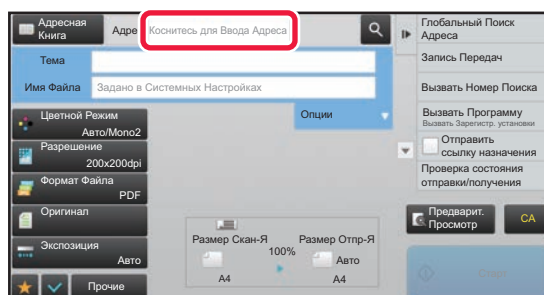 Адресная
Книга
Адре
Коснитесь для Ввода Адреса
Тема
Имя Файла
Задано в Системных Настройках
Цветной Режим
Авто/Mono2
Разрешение
200x200dpi
Формат Файла
PDF
Оригинал
Экспозиция
Авто
Прочие
Опции
Размер Скан-Я
100%
Размер Отпр-Я
Авто
A4
A4
Глобальный Поиск
Адреса
Запись Передач
Вызвать Номер Поиска
Вызвать Программу
Вызвать Зарегистр. установки
Отправить
ссылку назначения
Проверка состояния
отправки/получения
Предварит.
Просмотр
CA
Старт